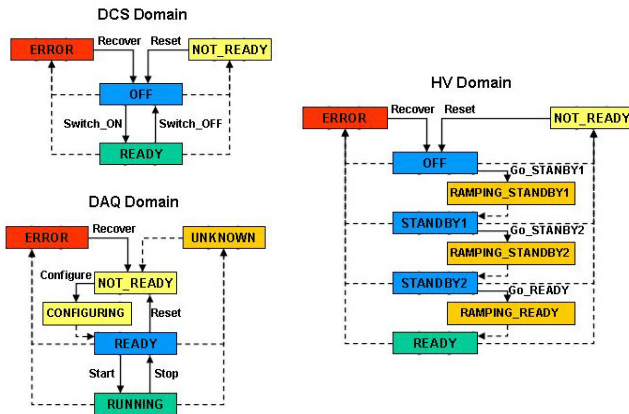 DCS Domain
ERROR
Recover
Reset
NOT_READY
OFF
Switch_ON
Switch_OFF
READY
DAQ Domain
ERROR
Recover
UNKNOWN
Configure
NOT_READY
CONFIGURING
Reset
READY
Start
Stop
RUNNING
HV Domain
ERROR
Recover
Reset
NOT_READY
OFF
Go_STANBY1
RAMPING_STANDBY1
STANDBY1
Go_STANBY2
RAMPING_STANDBY2
STANDBY2
Go_READY
RAMPING_READY
READY